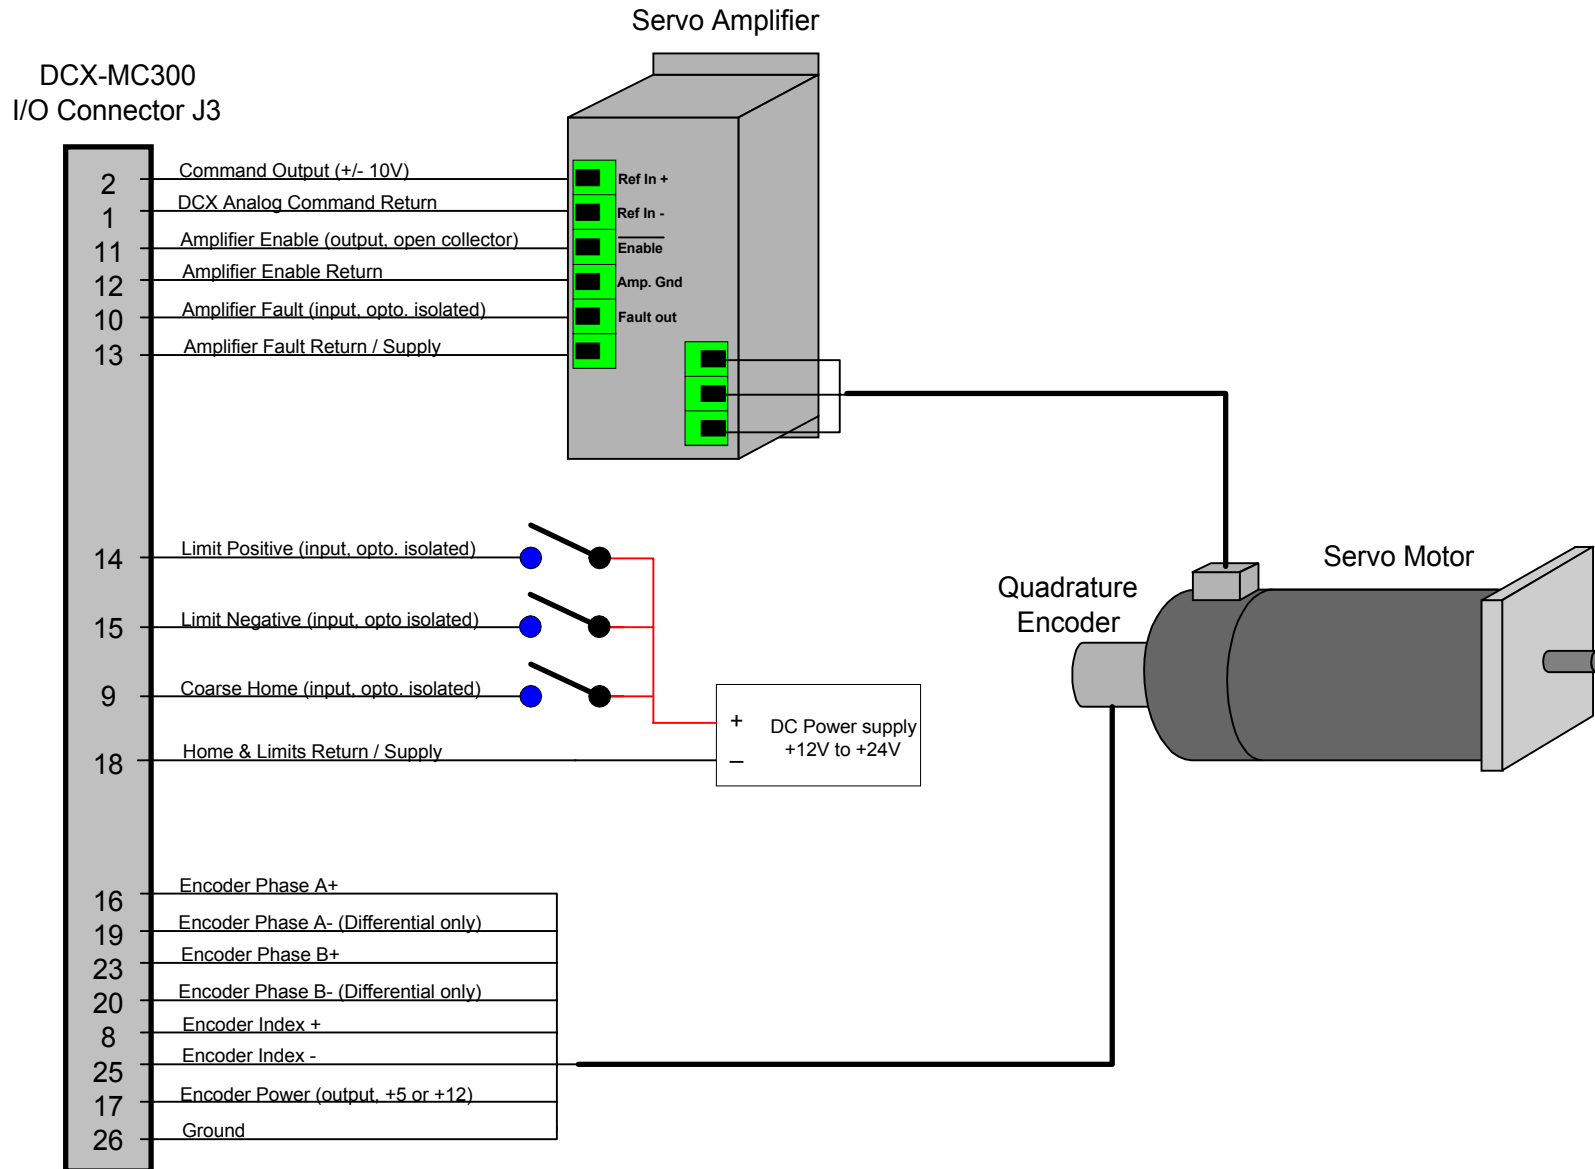 Servo Amplifier
DCX-MC300
I/O Connector J3
2 Command Output (+/- 10V) Ref In +
1 DCX Analog Command Return Ref In -
11 Amplifier Enable (output, open collector) Enable
12 Amplifier Enable Return Amp. Gnd
10 Amplifier Fault (input, opto. isolated) Fault out
13 Amplifier Fault Return / Supply
14 Limit Positive (input, opto. isolated)
15 Limit Negative (input, opto isolated)
9 Coarse Home (input, opto. isolated)
18 Home & Limits Return / Supply
+ DC Power supply
– +12V to +24V
Quadrature
Encoder
Servo Motor
16 Encoder Phase A+
19 Encoder Phase A- (Differential only)
23 Encoder Phase B+
20 Encoder Phase B- (Differential only)
8 Encoder Index +
25 Encoder Index -
17 Encoder Power (output, +5 or +12)
26 Ground